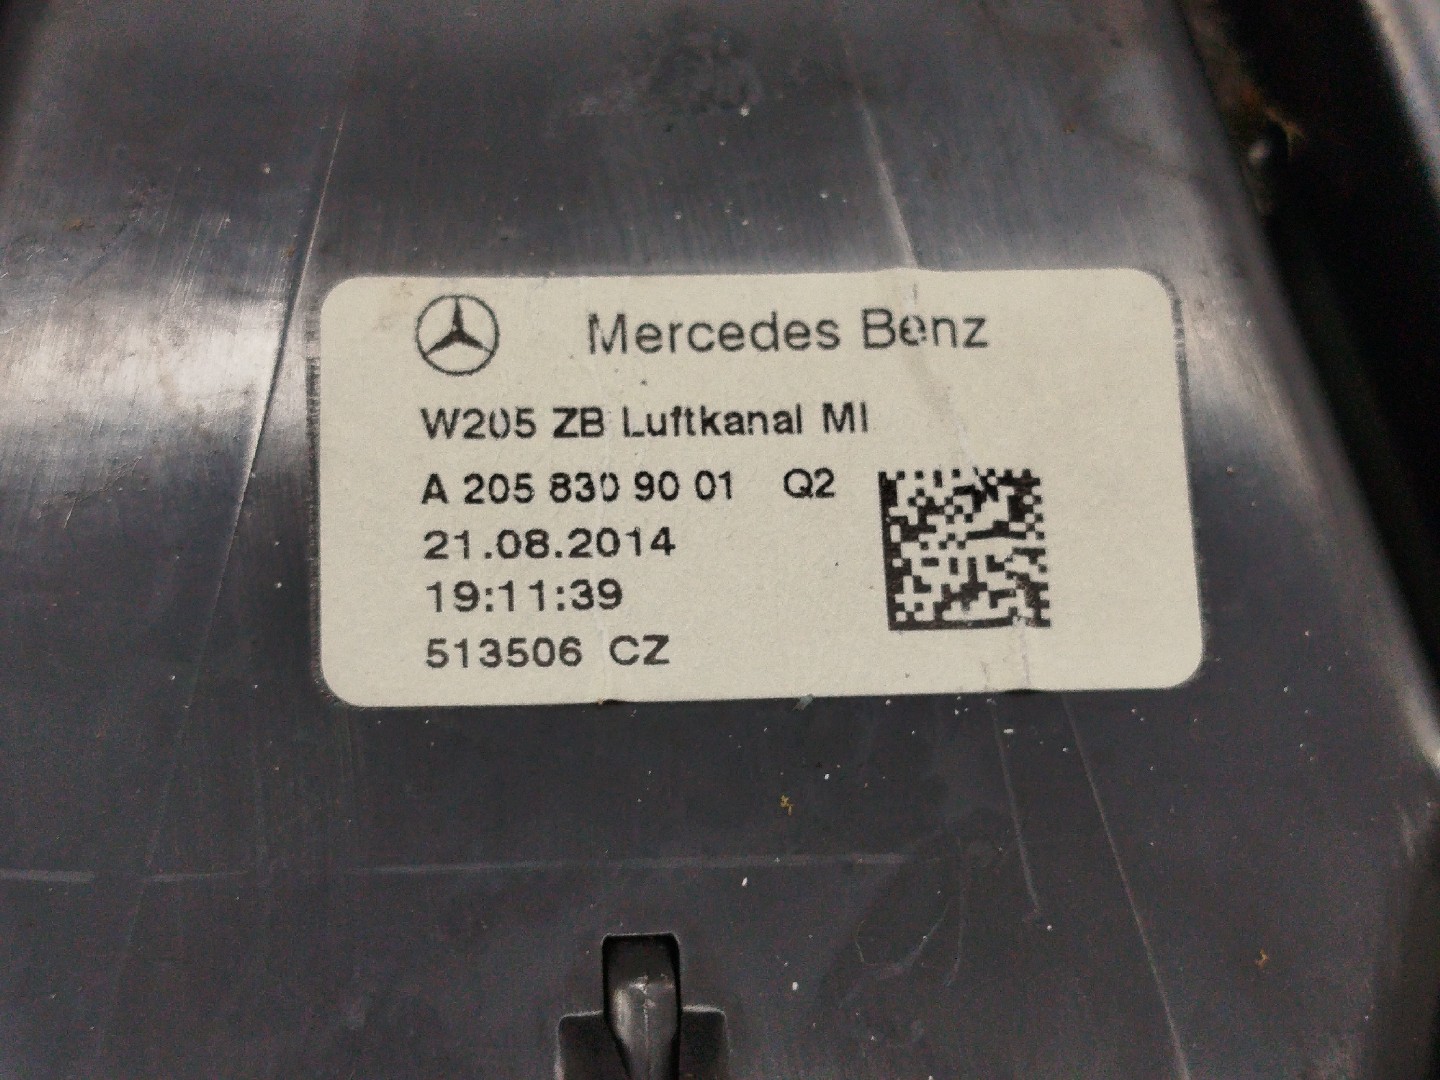 Mercedes Benz
W205 ZB Luftkanal MI
A 205 830 90 01 Q2
21.08.2014
19:11:39
513506 CZ